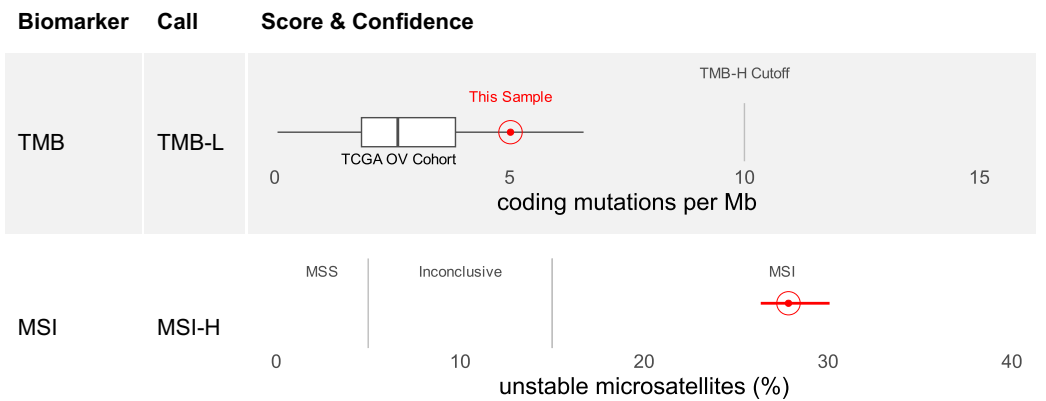 Biomarker Call Score & Confidence
TMB-H Cutoff
This Sample
TMB TMB-L
TCGA OV Cohort
0 5 10 15
coding mutations per Mb
MSS Inconclusive MSI
MSI MSI-H
0 10 20 30 40
unstable microsatellites (%)